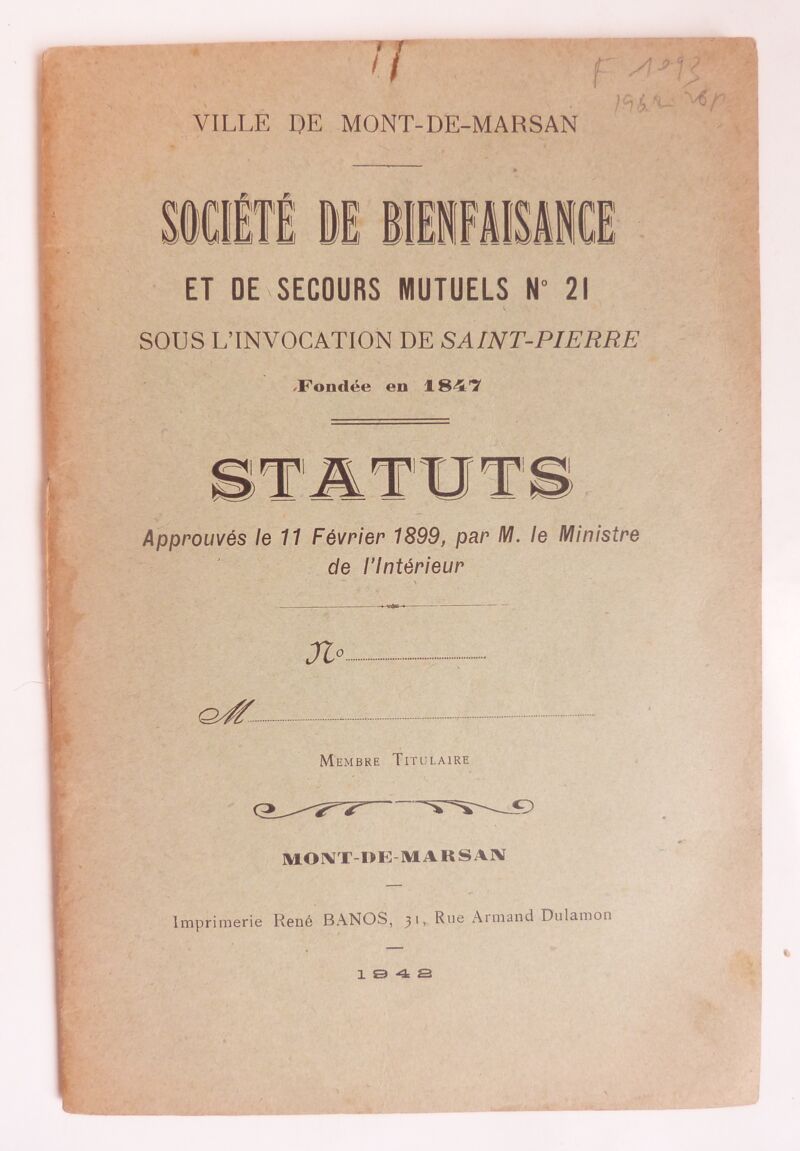 F 1093
VILLE DE MONT-DE-MARSAN
SOCIÉTÉ DE BIENFAISANCE
ET DE SECOURS MUTUELS N° 21
SOUS L'INVOCATION DE SAINT-PIERRE
Fondée en 1847
STATUTS
Approuvés le 11 Février 1899, par M. le Ministre
de l'Intérieur
No
M
MEMBRE TITULAIRE
MONT-DE-MARSAN
Imprimerie René BANOS, 31, Rue Armand Dulamon
1942